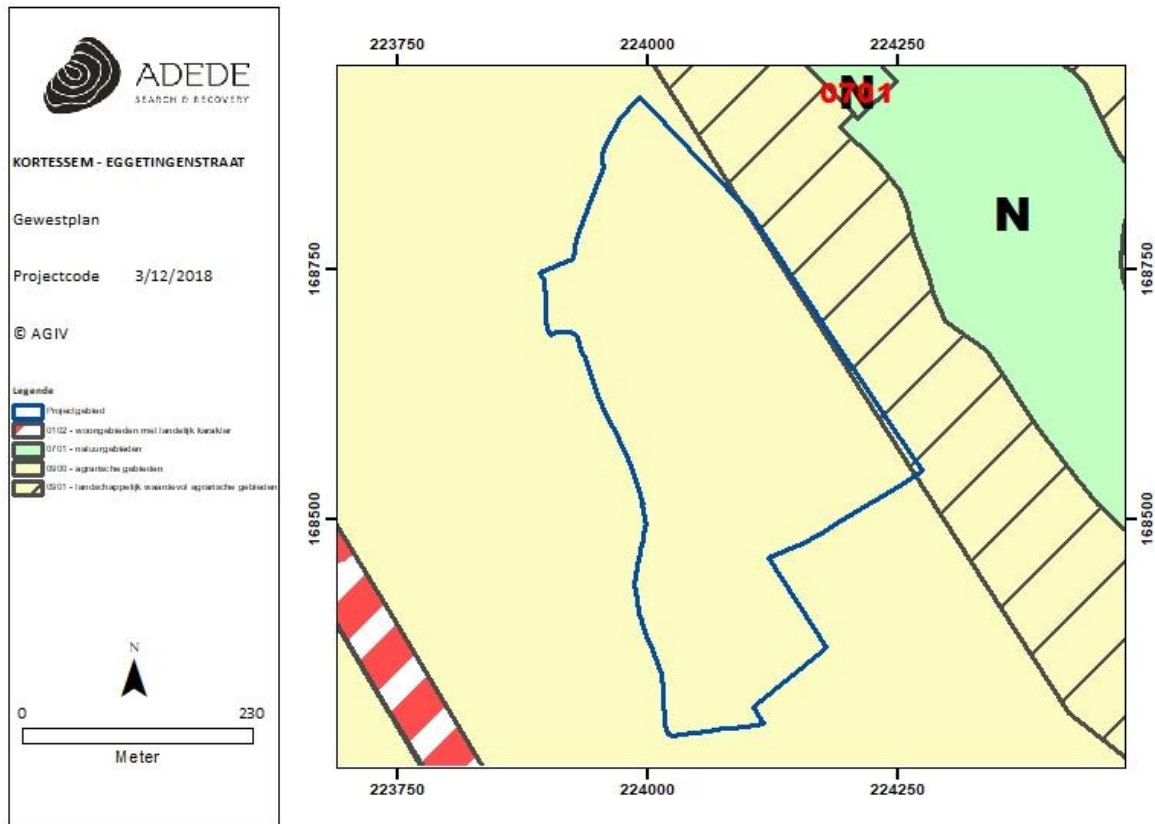 ADEDE
SEARCH & RECOVERY
KORTESSEM - EGGETINGENSTRAAT
Gewestplan
Projectcode 3/12/2018
© AGIV
Legende
Projectgebied
0102 - woongebieden met landelijk karakter
0701 - natuurgebieden
0900 - agrarische gebieden
0901 - landschappelijk waardevol agrarische gebieden
N
0 230
Meter
223750 224000 224250
N
0701
N
168750 168750
168500 168500
223750 224000 224250